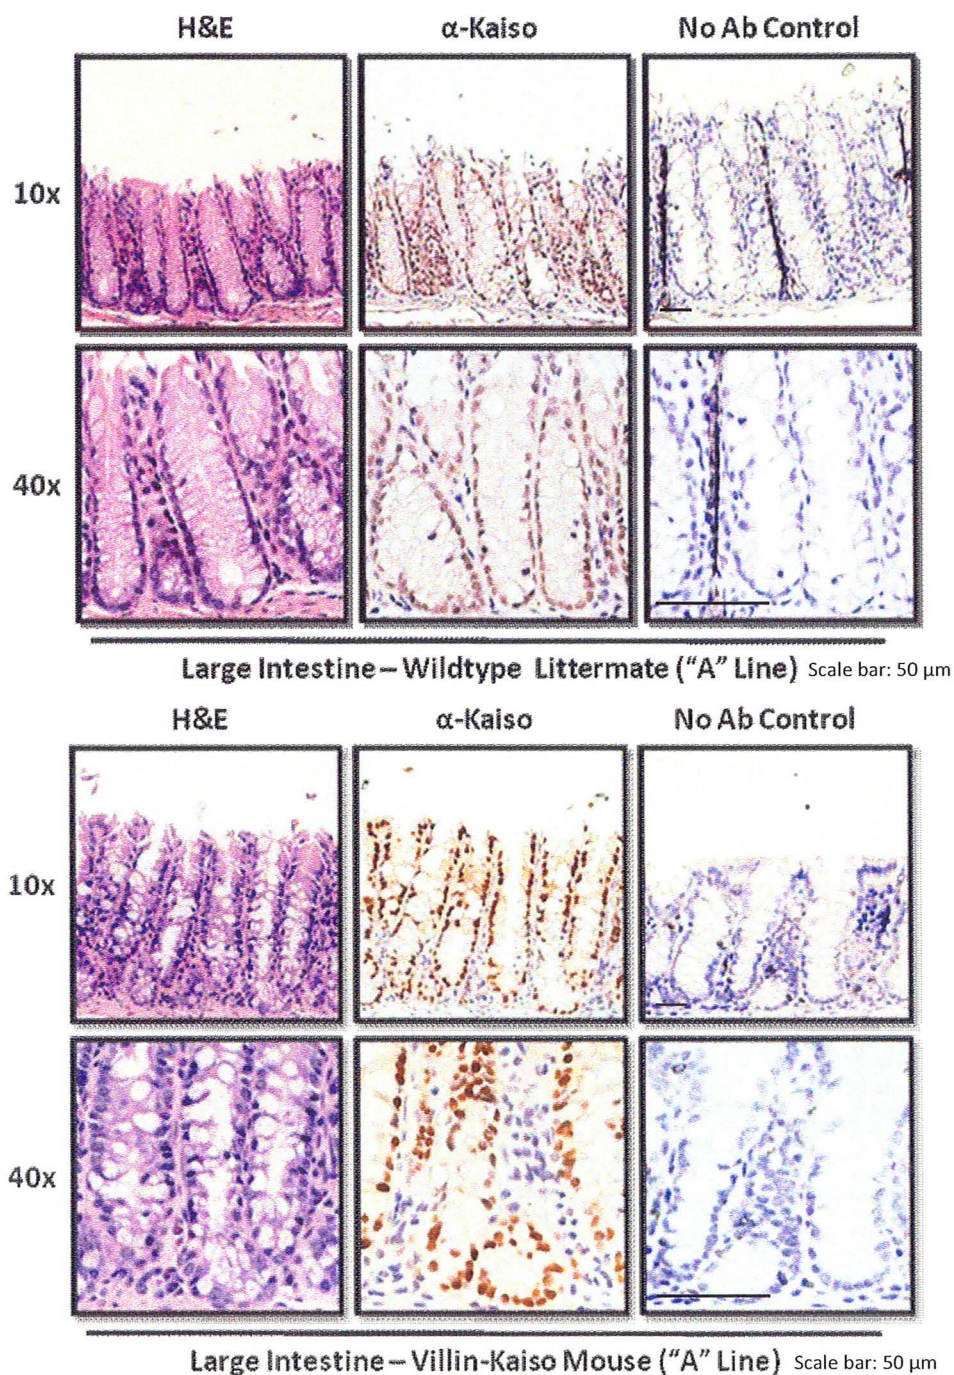 H&E α-Kaiso No Ab Control
10x
40x
Large Intestine – Wildtype Littermate ("A" Line) Scale bar: 50 µm
H&E α-Kaiso No Ab Control
10x
40x
Large Intestine – Villin-Kaiso Mouse ("A" Line) Scale bar: 50 µm